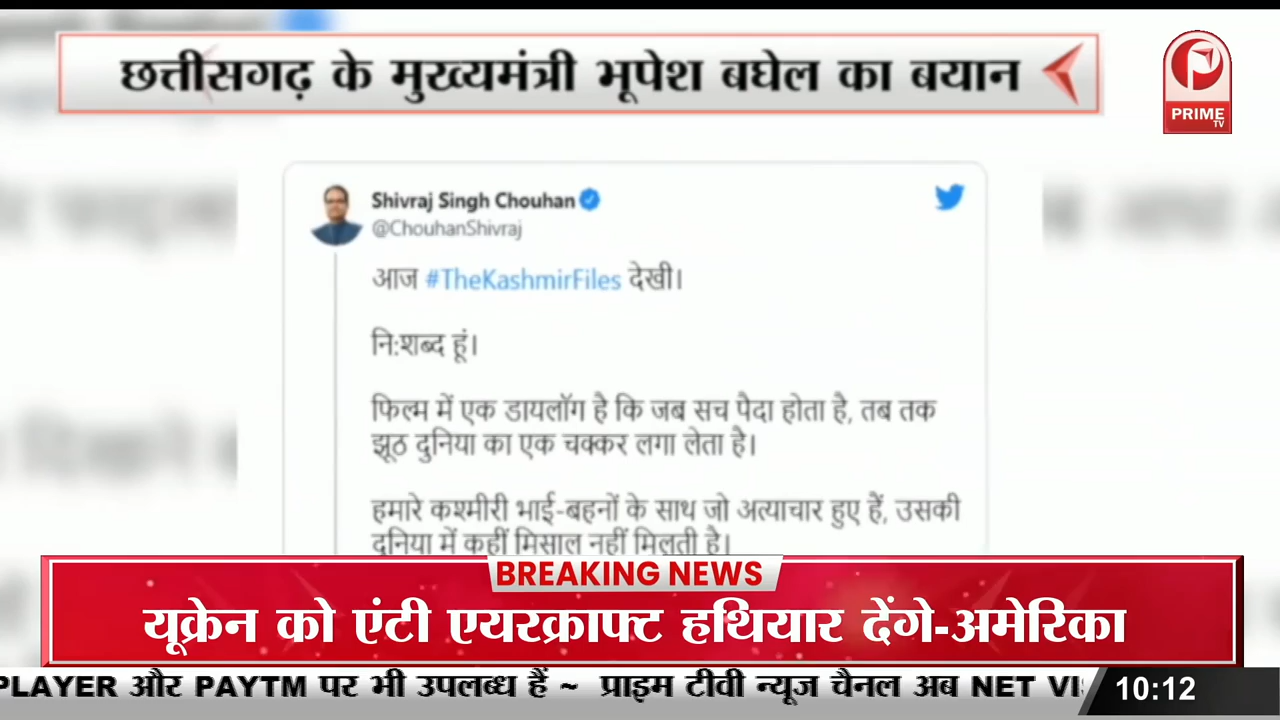 छत्तीसगढ़ के मुख्यमंत्री भूपेश बघेल का बयान
PRIME
TV
Shivraj Singh Chouhan
@ChouhanShivraj
आज #TheKashmirFiles देखी।
नि:शब्द हूं।
फिल्म में एक डायलॉग है कि जब सच पैदा होता है, तब तक
झूठ दुनिया का एक चक्कर लगा लेता है।
हमारे कश्मीरी भाई-बहनों के साथ जो अत्याचार हुए हैं, उसकी
दुनिया में कहीं मिसाल नहीं मिलती है।
BREAKING NEWS
यूक्रेन को एंटी एयरक्राफ्ट हथियार देंगे-अमेरिका
PLAYER और PAYTM पर भी उपलब्ध हैं ~ प्राइम टीवी न्यूज चैनल अब NET
10:12